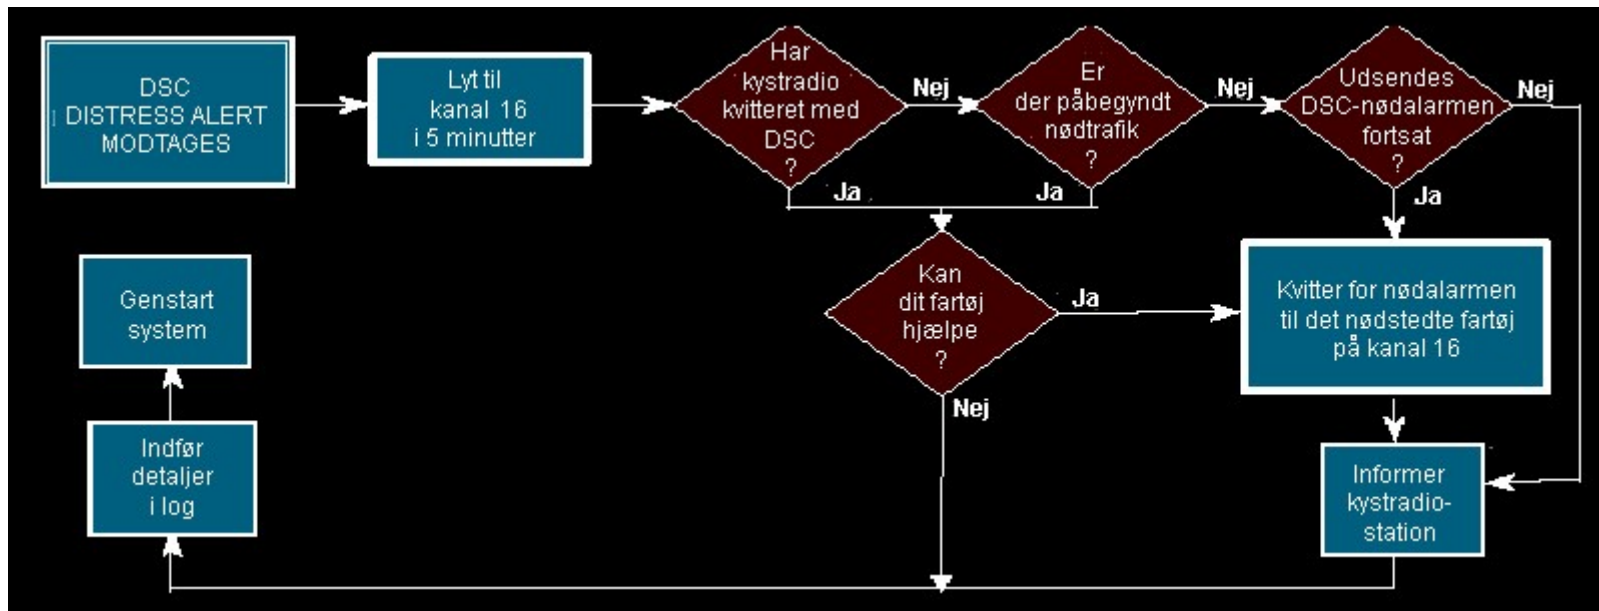 DSC
DISTRESS ALERT
MODTAGES
Lyt til
kanal 16
i 5 minutter
Har
kystradio
kvitteret med
DSC
?
Nej
Ja
Er
der påbegyndt
nødtrafik
?
Nej
Ja
Udsendes
DSC-nødalarmen
fortsat
?
Nej
Ja
Kan
dit fartøj
hjælpe
?
Ja
Nej
Kvitter for nødalarmen
til det nødstedte fartøj
på kanal 16
Informer
kystradio-
station
Indfør
detaljer
i log
Genstart
system